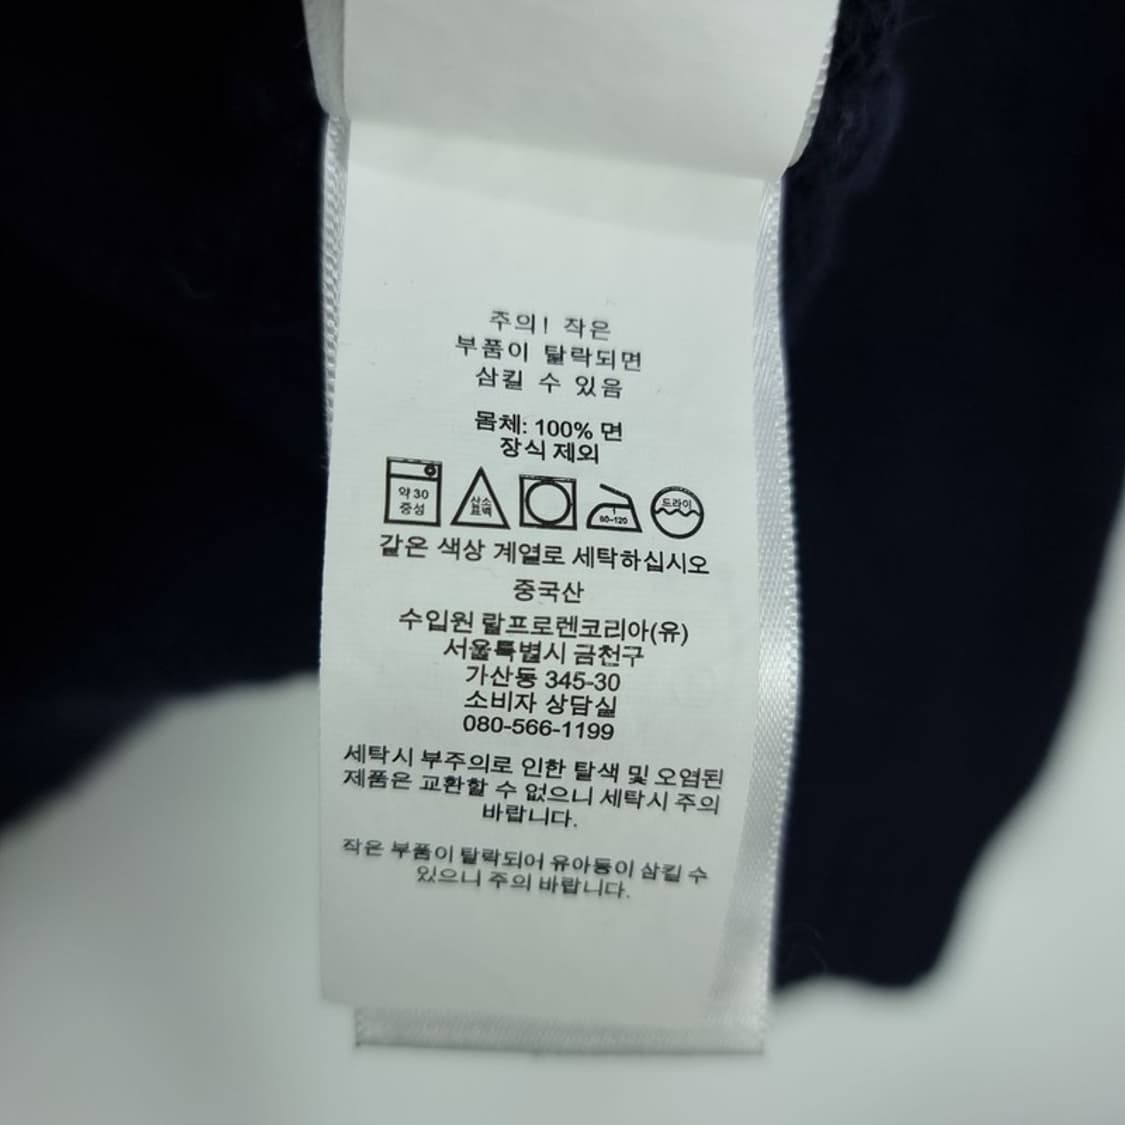 주의! 작은
부품이 탈락되면
삼킬 수 있음
몸체: 100% 면
장식 제외
약 30
중성
산소
표백
80-120
드라이
같은 색상 계열로 세탁하십시오
중국산
수입원 랄프로렌코리아(유)
서울특별시 금천구
가산동 345-30
소비자 상담실
080-566-1199
세탁시 부주의로 인한 탈색 및 오염된
제품은 교환할 수 없으니 세탁시 주의
바랍니다.
작은 부품이 탈락되어 유아등이 삼킬 수
있으니 주의 바랍니다.